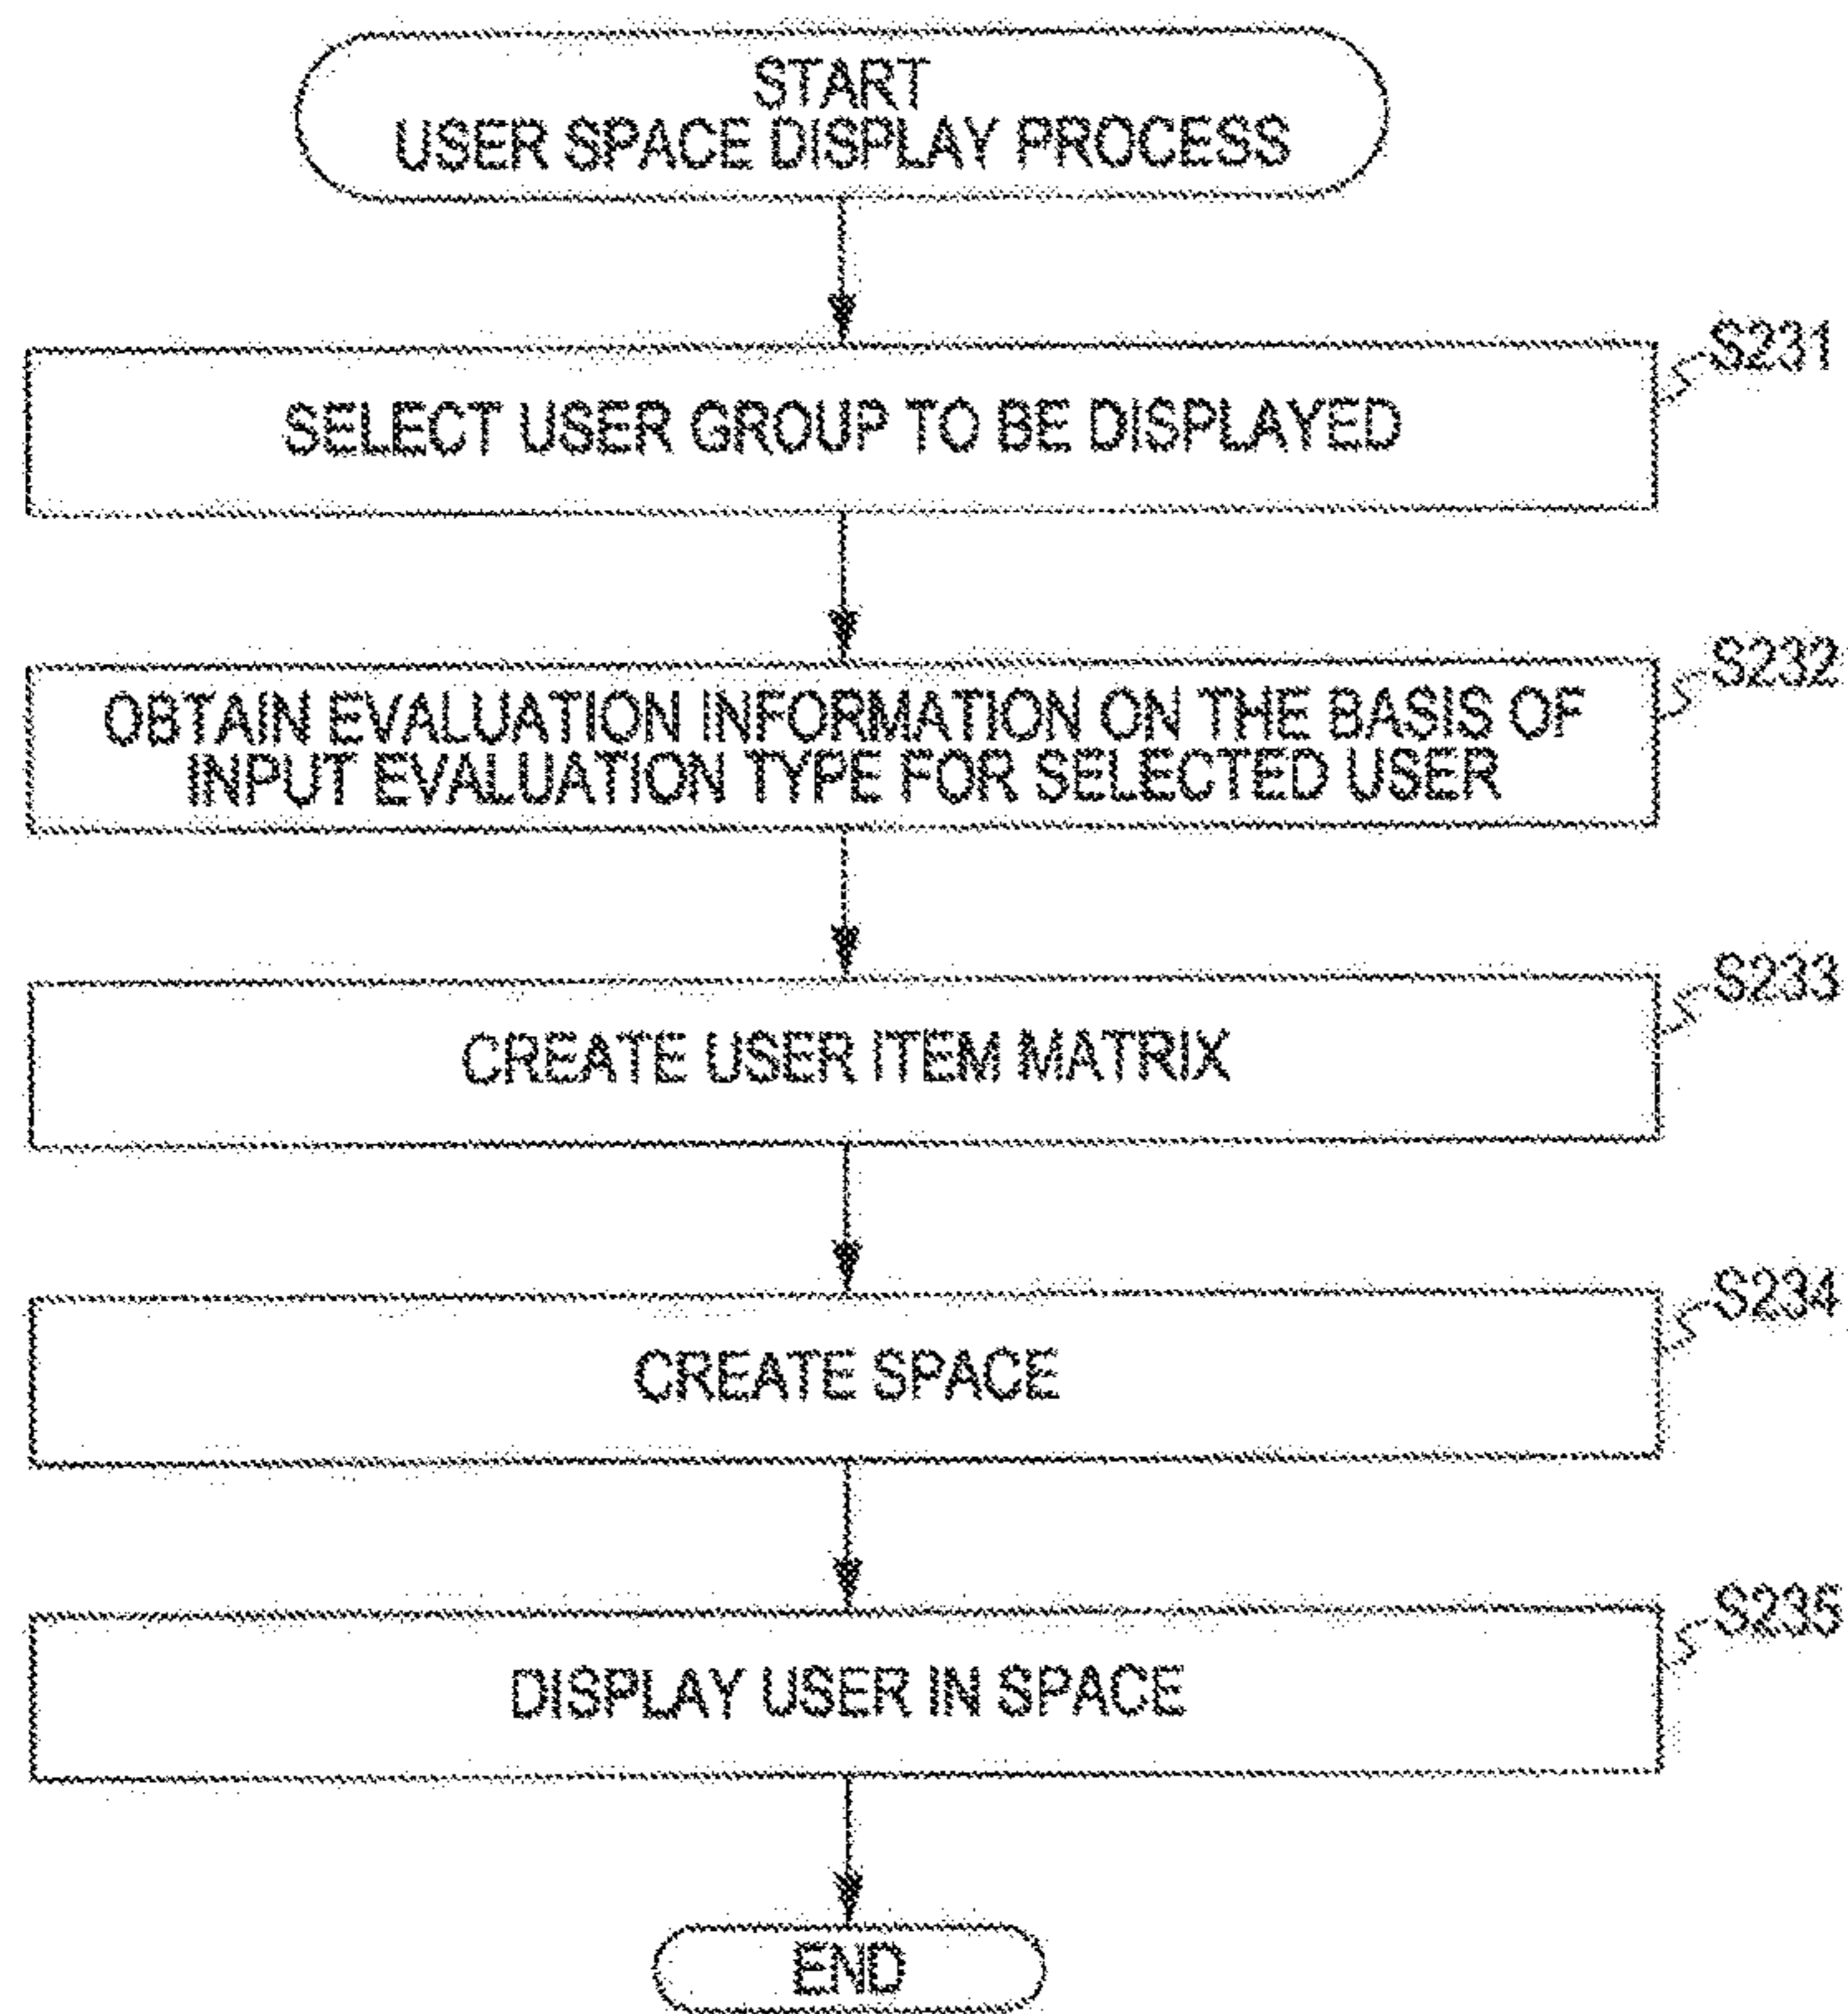 START
USER SPACE DISPLAY PROCESS
S231
SELECT USER GROUP TO BE DISPLAYED
S232
OBTAIN EVALUATION INFORMATION ON THE BASIS OF
INPUT EVALUATION TYPE FOR SELECTED USER
S233
CREATE USER ITEM MATRIX
S234
CREATE SPACE
S235
DISPLAY USER IN SPACE
END